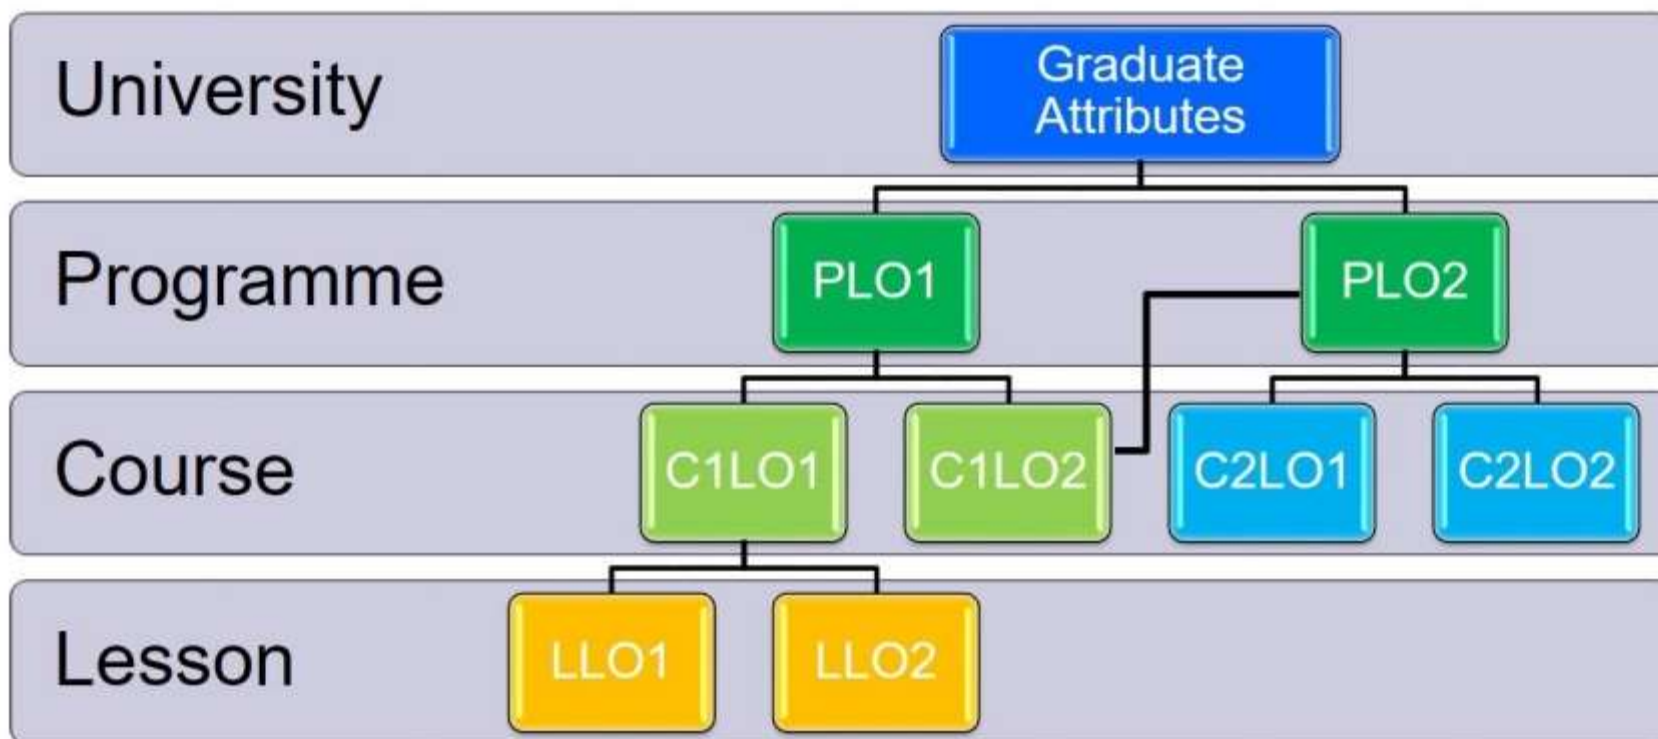 University
Graduate
Attributes
Programme
PLO1
PLO2
Course
C1LO1
C1LO2
C2LO1
C2LO2
Lesson
LLO1
LLO2